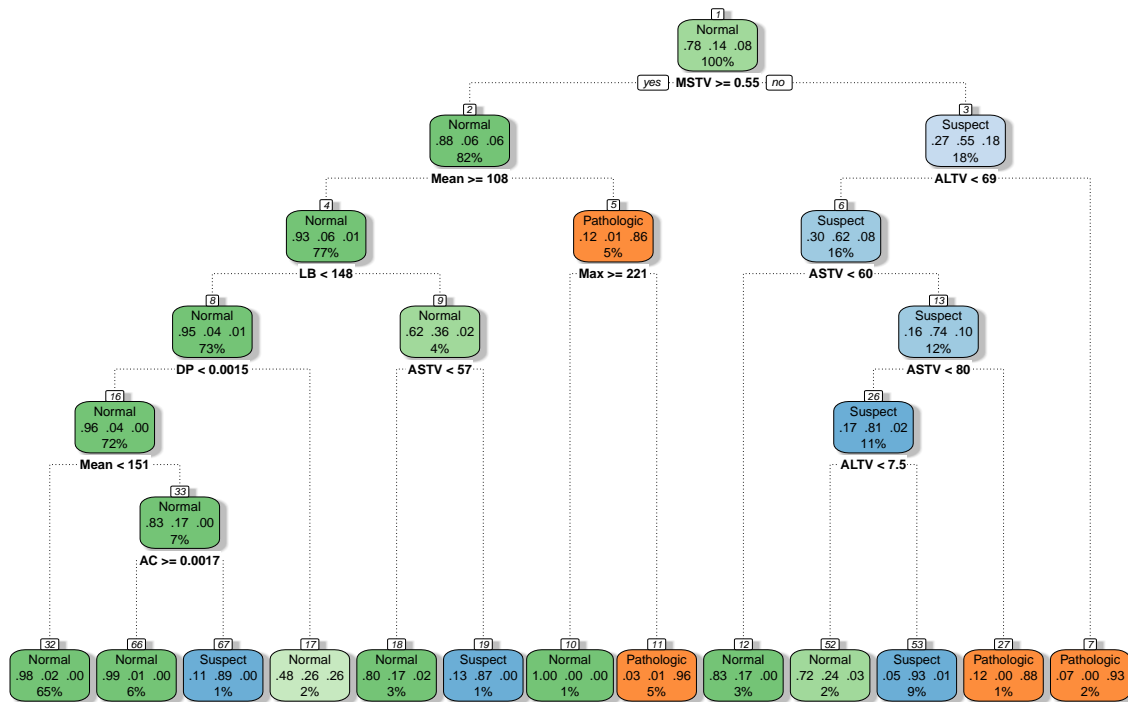 1
Normal
.78 .14 .08
100%
yes MSTV >= 0.55 no
2
Normal
.88 .06 .06
82%
Mean >= 108
3
Suspect
.27 .55 .18
18%
ALTV < 69
4
Normal
.93 .06 .01
77%
LB < 148
5
Pathologic
.12 .01 .86
5%
Max >= 221
6
Suspect
.30 .62 .08
16%
ASTV < 60
8
Normal
.95 .04 .01
73%
DP < 0.0015
9
Normal
.62 .36 .02
4%
ASTV < 57
13
Suspect
.16 .74 .10
12%
ASTV < 80
16
Normal
.96 .04 .00
72%
Mean < 151
26
Suspect
.17 .81 .02
11%
ALTV < 7.5
33
Normal
.83 .17 .00
7%
AC >= 0.0017
32
Normal
.98 .02 .00
65%
66
Normal
.99 .01 .00
6%
67
Suspect
.11 .89 .00
1%
17
Normal
.48 .26 .26
2%
18
Normal
.80 .17 .02
3%
19
Suspect
.13 .87 .00
1%
10
Normal
1.00 .00 .00
1%
11
Pathologic
.03 .01 .96
5%
12
Normal
.83 .17 .00
3%
52
Normal
.72 .24 .03
2%
53
Suspect
.05 .93 .01
9%
27
Pathologic
.12 .00 .88
1%
7
Pathologic
.07 .00 .93
2%